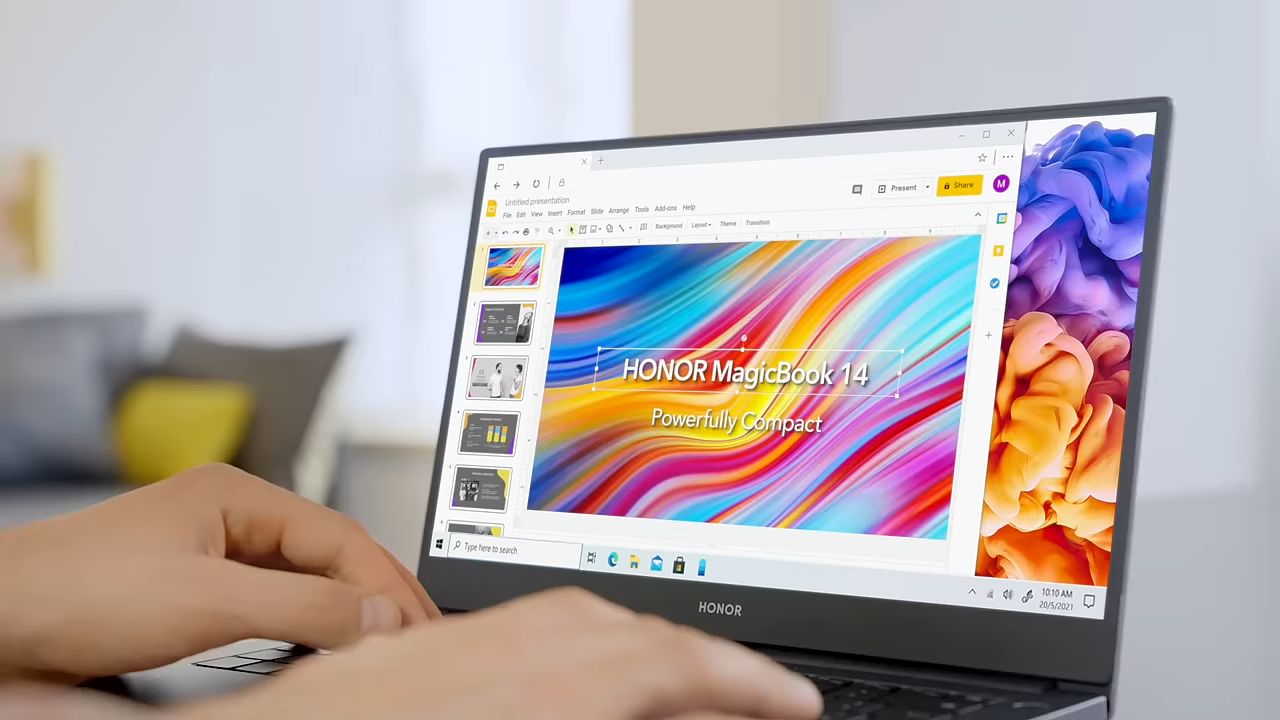 Untitled presentation
File Edit View Insert Format Slide Arrange Tools Add-ons Help
Present
Share
M
Background Layout Theme Transition
HONOR MagicBook 14
Powerfully Compact
Type here to search
10:10 AM
20/5/2021
HONOR